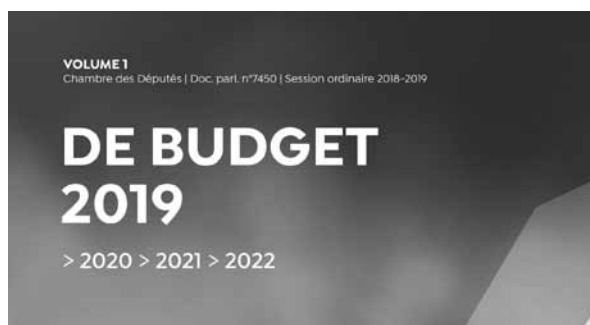 VOLUME 1
Chambre des Députés | Doc. parl. n°7450 | Session ordinaire 2018-2019
DE BUDGET
2019
> 2020 > 2021 > 2022